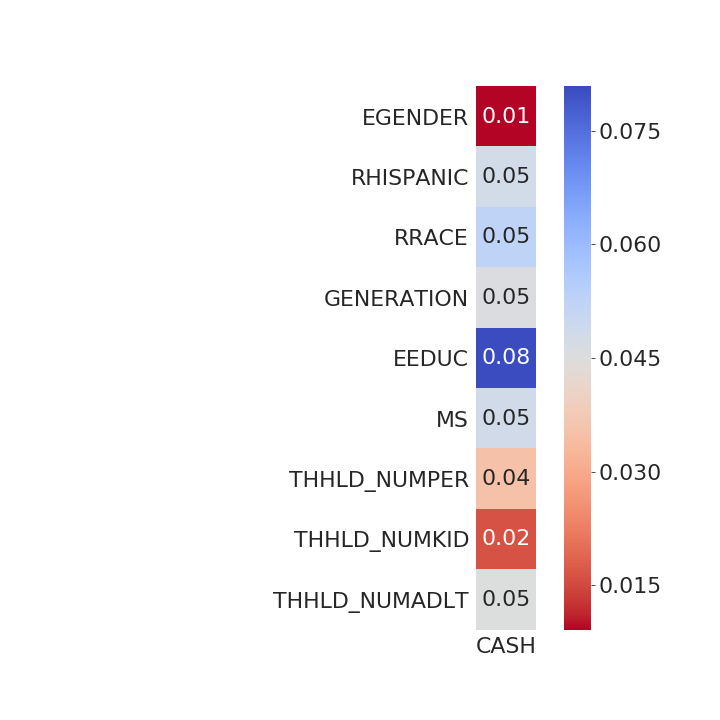 EGENDER 0.01
RHISPANIC 0.05
RRACE 0.05
GENERATION 0.05
EEDUC 0.08
MS 0.05
THHLD_NUMPER 0.04
THHLD_NUMKID 0.02
THHLD_NUMADLT 0.05
CASH
0.075
0.060
0.045
0.030
0.015